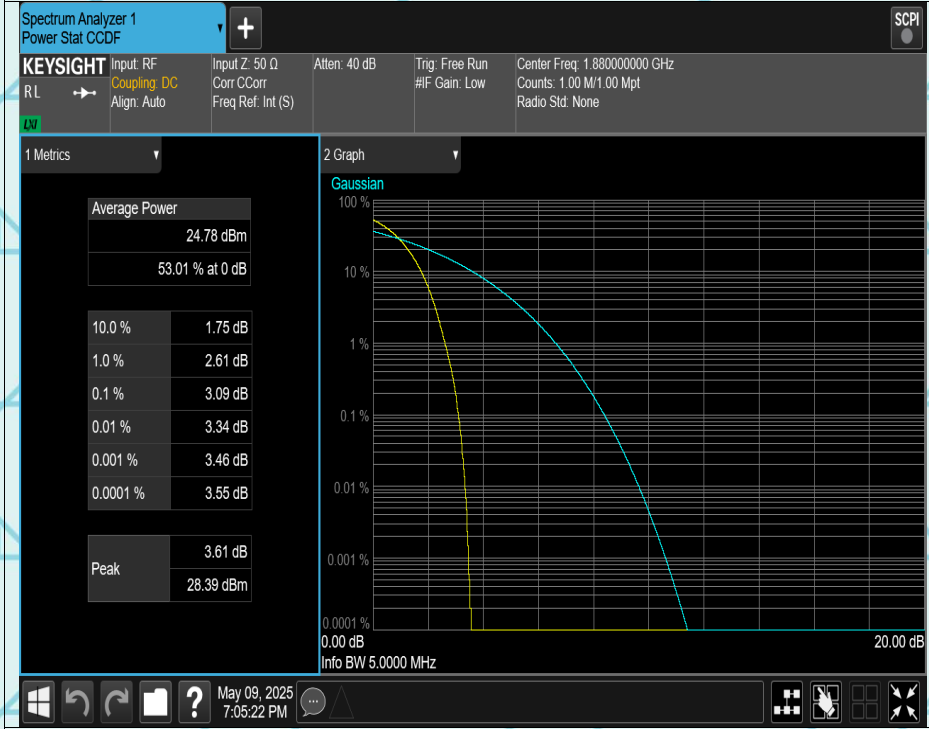 Spectrum Analyzer 1
Power Stat CCDF
+
SCPI
KEYSIGHT
R L
LXI
Input: RF
Coupling: DC
Align: Auto
Input Z: 50 Ω
Corr CCorr
Freq Ref: Int (S)
Atten: 40 dB
Trig: Free Run
#IF Gain: Low
Center Freq: 1.880000000 GHz
Counts: 1.00 M/1.00 Mpt
Radio Std: None
1 Metrics
Average Power
24.78 dBm
53.01 % at 0 dB
10.0 % 1.75 dB
1.0 % 2.61 dB
0.1 % 3.09 dB
0.01 % 3.34 dB
0.001 % 3.46 dB
0.0001 % 3.55 dB
Peak
3.61 dB
28.39 dBm
2 Graph
Gaussian
100 %
10 %
1 %
0.1 %
0.01 %
0.001 %
0.0001 %
0.00 dB 20.00 dB
Info BW 5.0000 MHz
?
May 09, 2025
7:05:22 PM